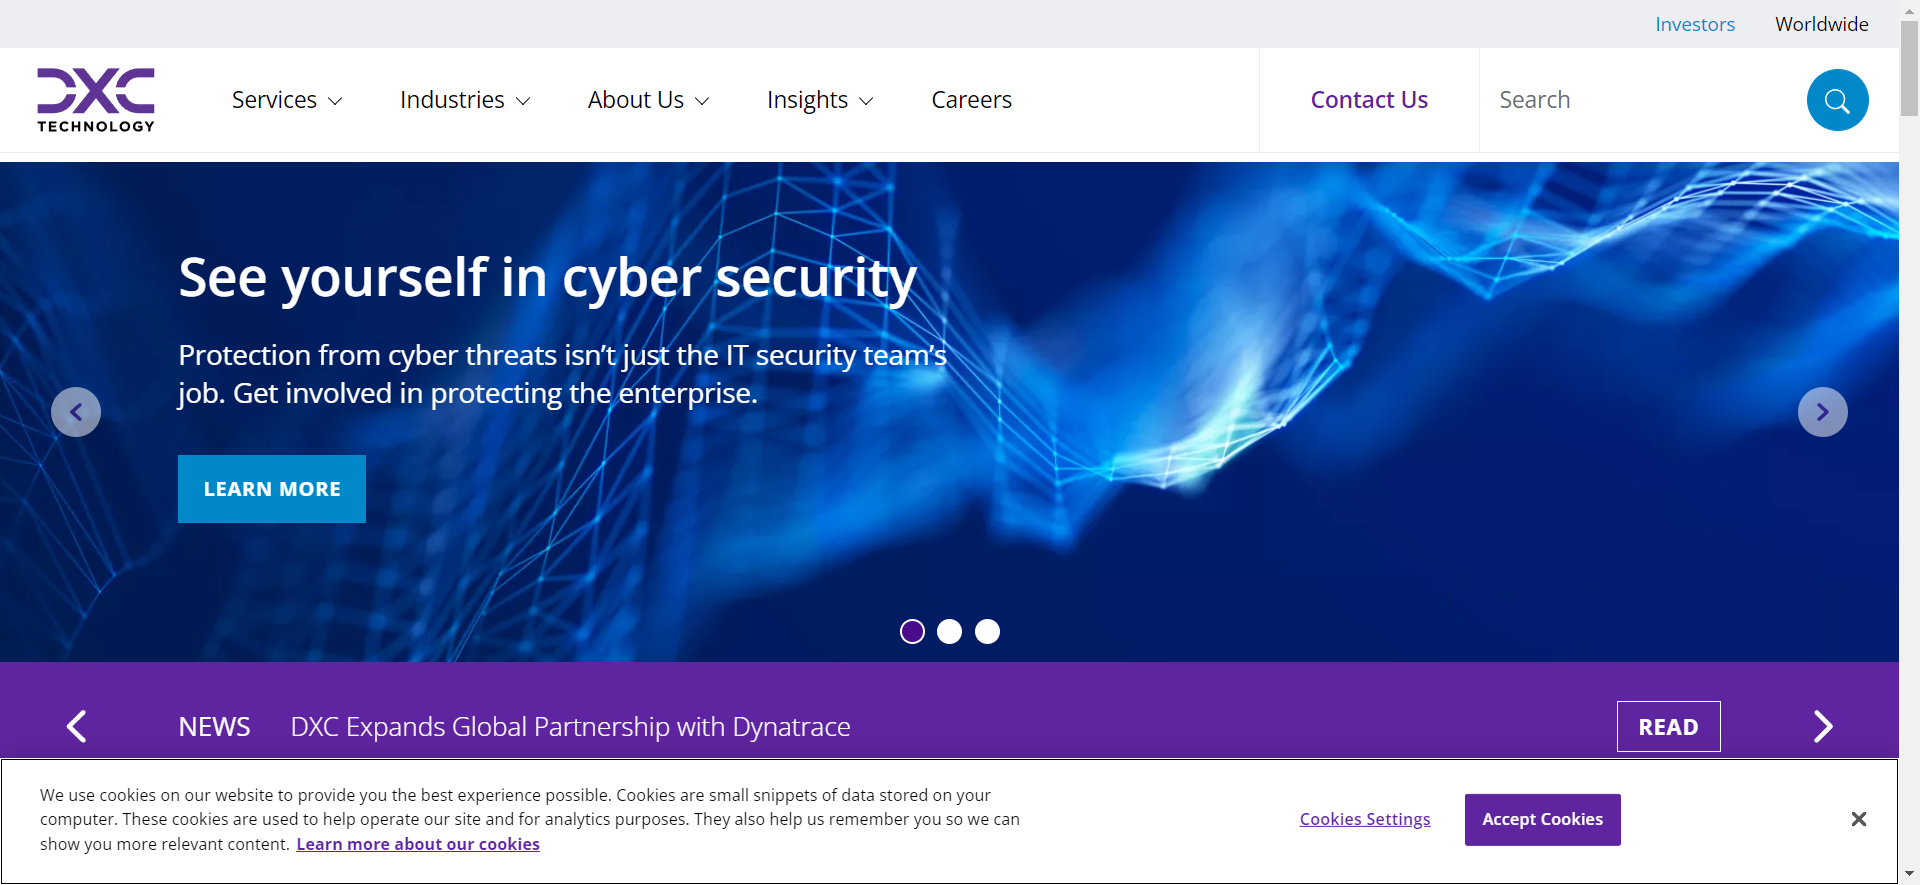 Investors
Worldwide
DXC
TECHNOLOGY
Services
Industries
About Us
Insights
Careers
Contact Us
Search
See yourself in cyber security
Protection from cyber threats isn’t just the IT security team’s
job. Get involved in protecting the enterprise.
LEARN MORE
NEWS
DXC Expands Global Partnership with Dynatrace
READ
We use cookies on our website to provide you the best experience possible. Cookies are small snippets of data stored on your
computer. These cookies are used to help operate our site and for analytics purposes. They also help us remember you so we can
show you more relevant content. Learn more about our cookies
Cookies Settings
Accept Cookies